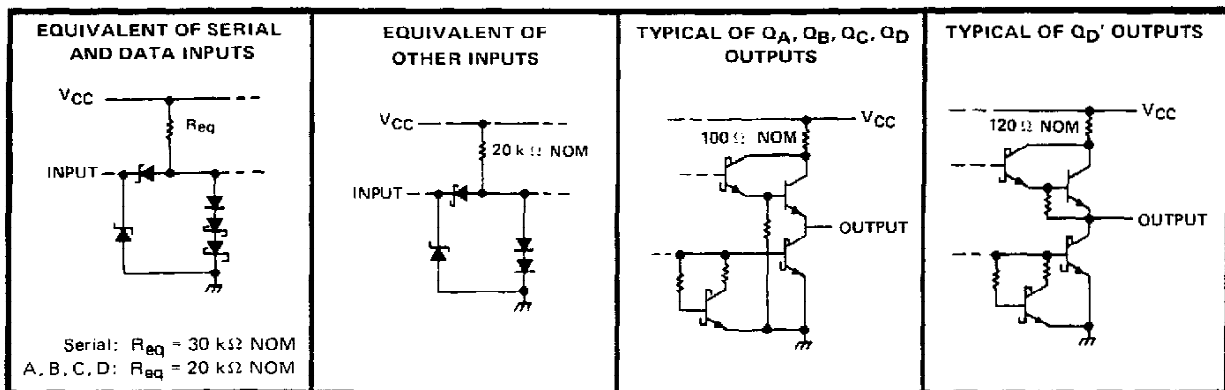 EQUIVALENT OF SERIAL
AND DATA INPUTS
VCC
Req
INPUT
Serial: Req = 30 kΩ NOM
A, B, C, D: Req = 20 kΩ NOM
EQUIVALENT OF
OTHER INPUTS
VCC
20 kΩ NOM
INPUT
TYPICAL OF QA, QB, QC, QD
OUTPUTS
VCC
100 Ω NOM
OUTPUT
TYPICAL OF QD' OUTPUTS
VCC
120 Ω NOM
OUTPUT